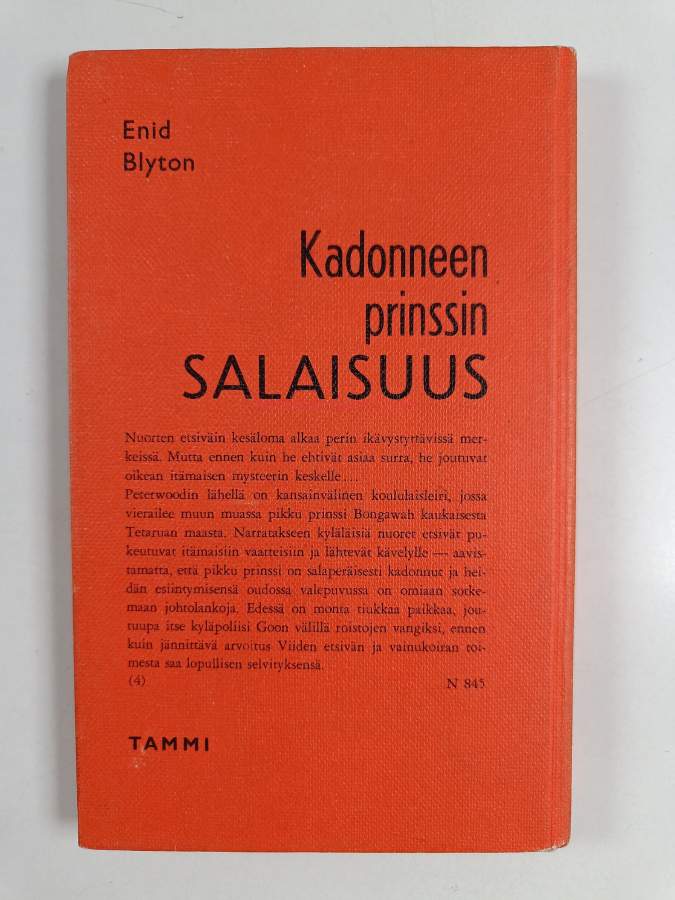 Enid
Blyton
Kadonneen
prinssin
SALAISUUS
Nuorten etsiväin kesäloma alkaa perin ikävystyttävissä mer-
keissä. Mutta ennen kuin he ehtivät asiaa surra, he joutuvat
oikean itämaisen mysteerin keskelle...
Peterwoodin lähellä on kansainvälinen koululaisleiri, jossa
vierailee muun muassa pikku prinssi Bongawah kaukaisesta
Tetaruan maasta. Narratakseen kyläläisiä nuoret etsivät pu-
keutuvat itämaisiin vaatteisiin ja lähtevät kävelylle — aavis-
tamatta, että pikku prinssi on salaperäisesti kadonnut ja hei-
dän esiintymisensä oudossa valepuvussa on omiaan sotke-
maan johtolankoja. Edessä on monta tiukkaa paikkaa, jou-
tuupa itse kyläpoliisi Goon välillä roistojen vangiksi, ennen
kuin jännittävä arvoitus Viiden etsivän ja vainukoiran toi-
mesta saa lopullisen selvityksensä.
(4) N 845
TAMMI